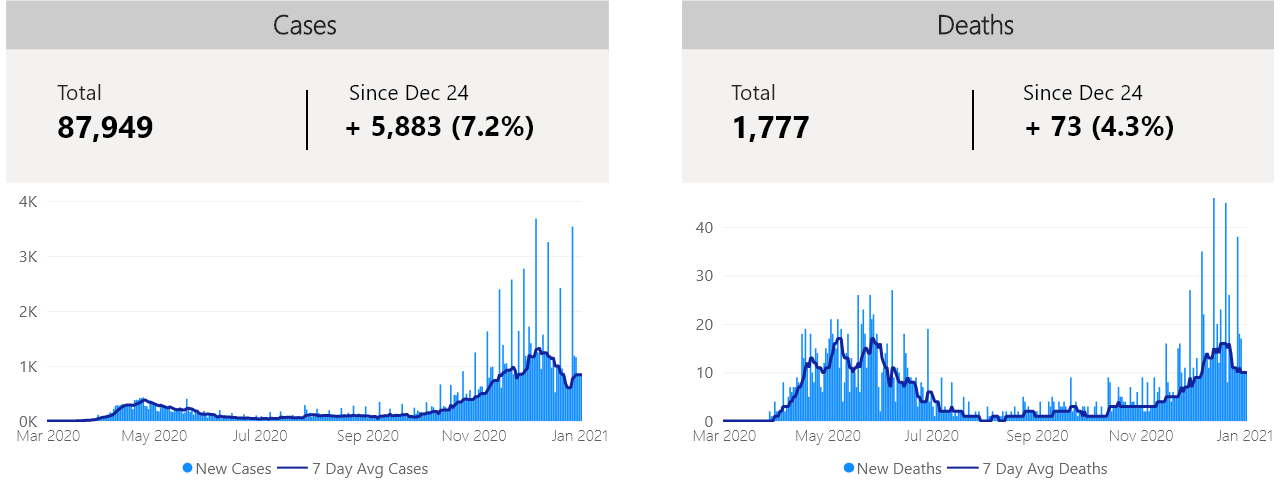 Cases
Total
87,949
Since Dec 24
+ 5,883 (7.2%)
4K
3K
2K
1K
0K
Mar 2020 May 2020 Jul 2020 Sep 2020 Nov 2020 Jan 2021
New Cases 7 Day Avg Cases
Deaths
Total
1,777
Since Dec 24
+ 73 (4.3%)
40
30
20
10
0
Mar 2020 May 2020 Jul 2020 Sep 2020 Nov 2020 Jan 2021
New Deaths 7 Day Avg Deaths